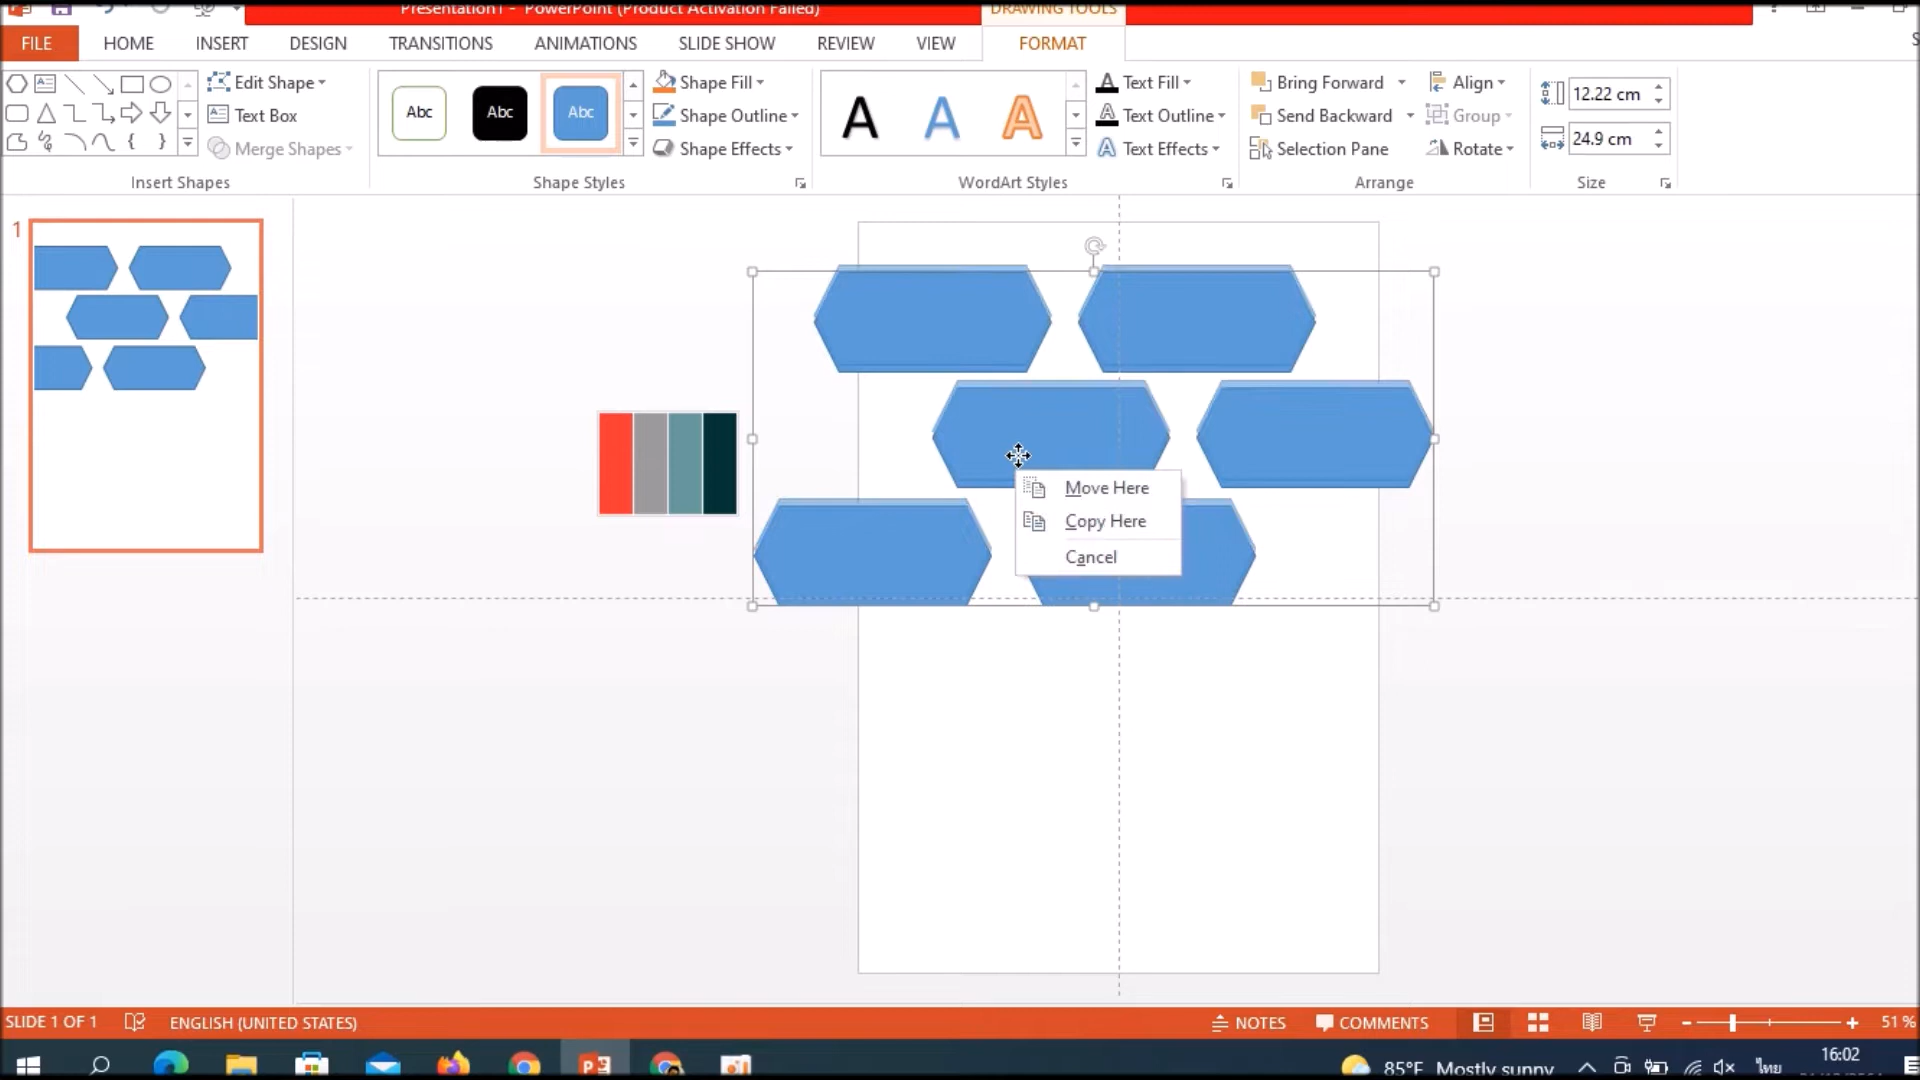 Presentation1 - PowerPoint (Product Activation Failed)
DRAWING TOOLS
FILE
HOME
INSERT
DESIGN
TRANSITIONS
ANIMATIONS
SLIDE SHOW
REVIEW
VIEW
FORMAT
Edit Shape
Text Box
Merge Shapes
Insert Shapes
Abc
Abc
Abc
Shape Fill
Shape Outline
Shape Effects
Shape Styles
A
A
A
Text Fill
Text Outline
Text Effects
WordArt Styles
Bring Forward
Send Backward
Selection Pane
Align
Group
Rotate
Arrange
12.22 cm
24.9 cm
Size
1
Move Here
Copy Here
Cancel
SLIDE 1 OF 1
ENGLISH (UNITED STATES)
NOTES
COMMENTS
51 %
85°F Mostly sunny
ไทย
16:02